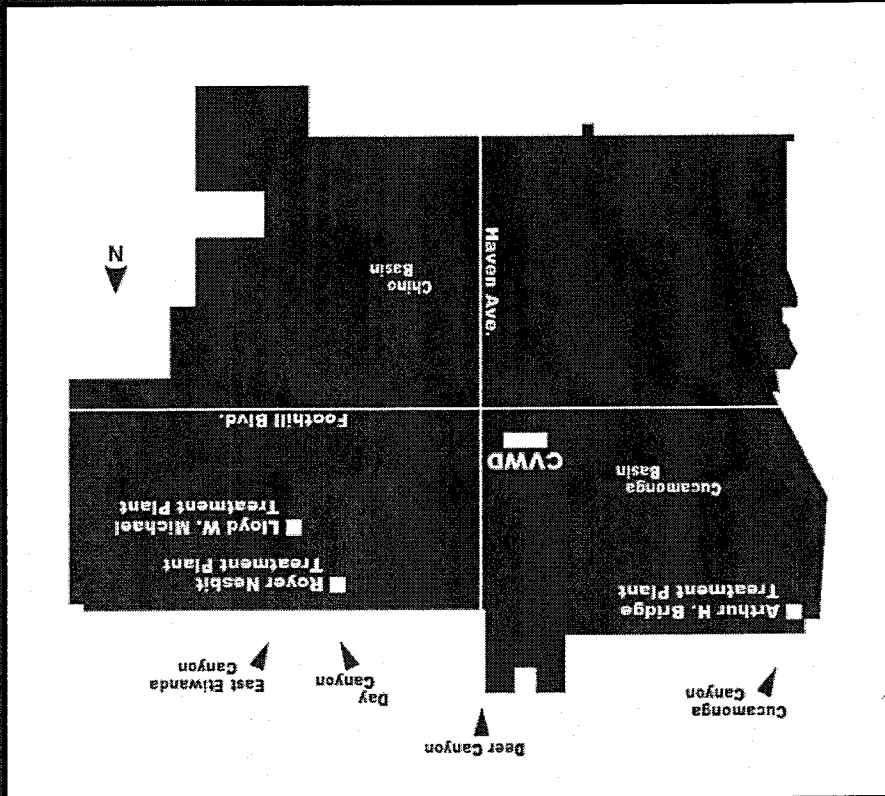 Deer Canyon
Cucamonga
Canyon
Day
Canyon
East Etiwanda
Canyon
Arthur H. Bridge
Treatment Plant
Royer Nesbit
Treatment Plant
Lloyd W. Michael
Treatment Plant
Cucamonga
Basin
CVWD
Foothill Blvd.
Haven Ave.
Chino
Basin
N